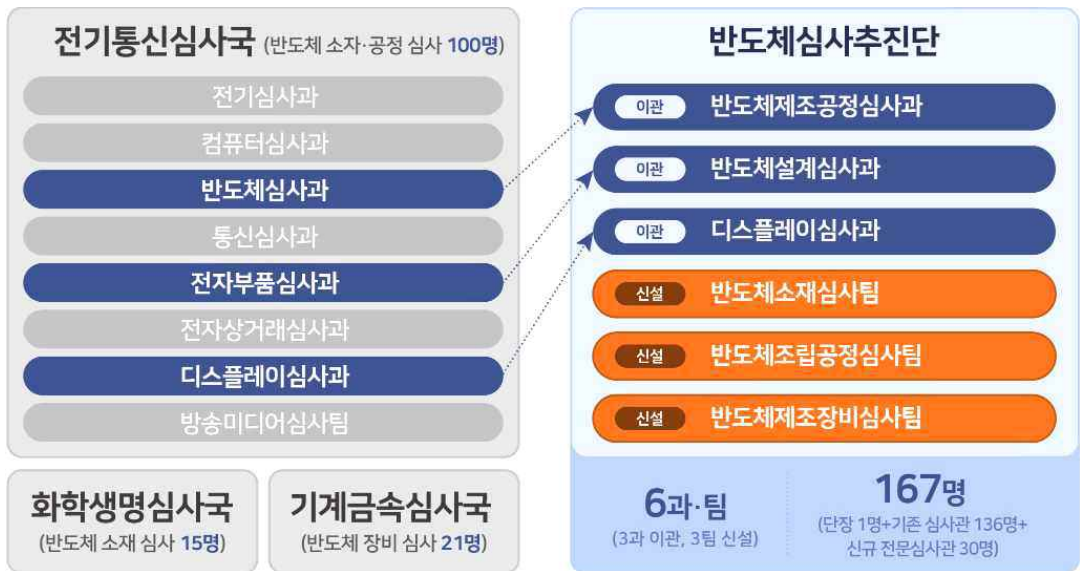 전기통신심사국 (반도체 소자·공정 심사 100명)
전기심사과
컴퓨터심사과
반도체심사과
통신심사과
전자부품심사과
전자상거래심사과
디스플레이심사과
방송미디어심사팀
화학생명심사국
(반도체 소재 심사 15명)
기계금속심사국
(반도체 장비 심사 21명)
반도체심사추진단
이관 반도체제조공정심사과
이관 반도체설계심사과
이관 디스플레이심사과
신설 반도체소재심사팀
신설 반도체조립공정심사팀
신설 반도체제조장비심사팀
6과·팀
(3과 이관, 3팀 신설)
167명
(단장 1명+기존 심사관 136명+
신규 전문심사관 30명)